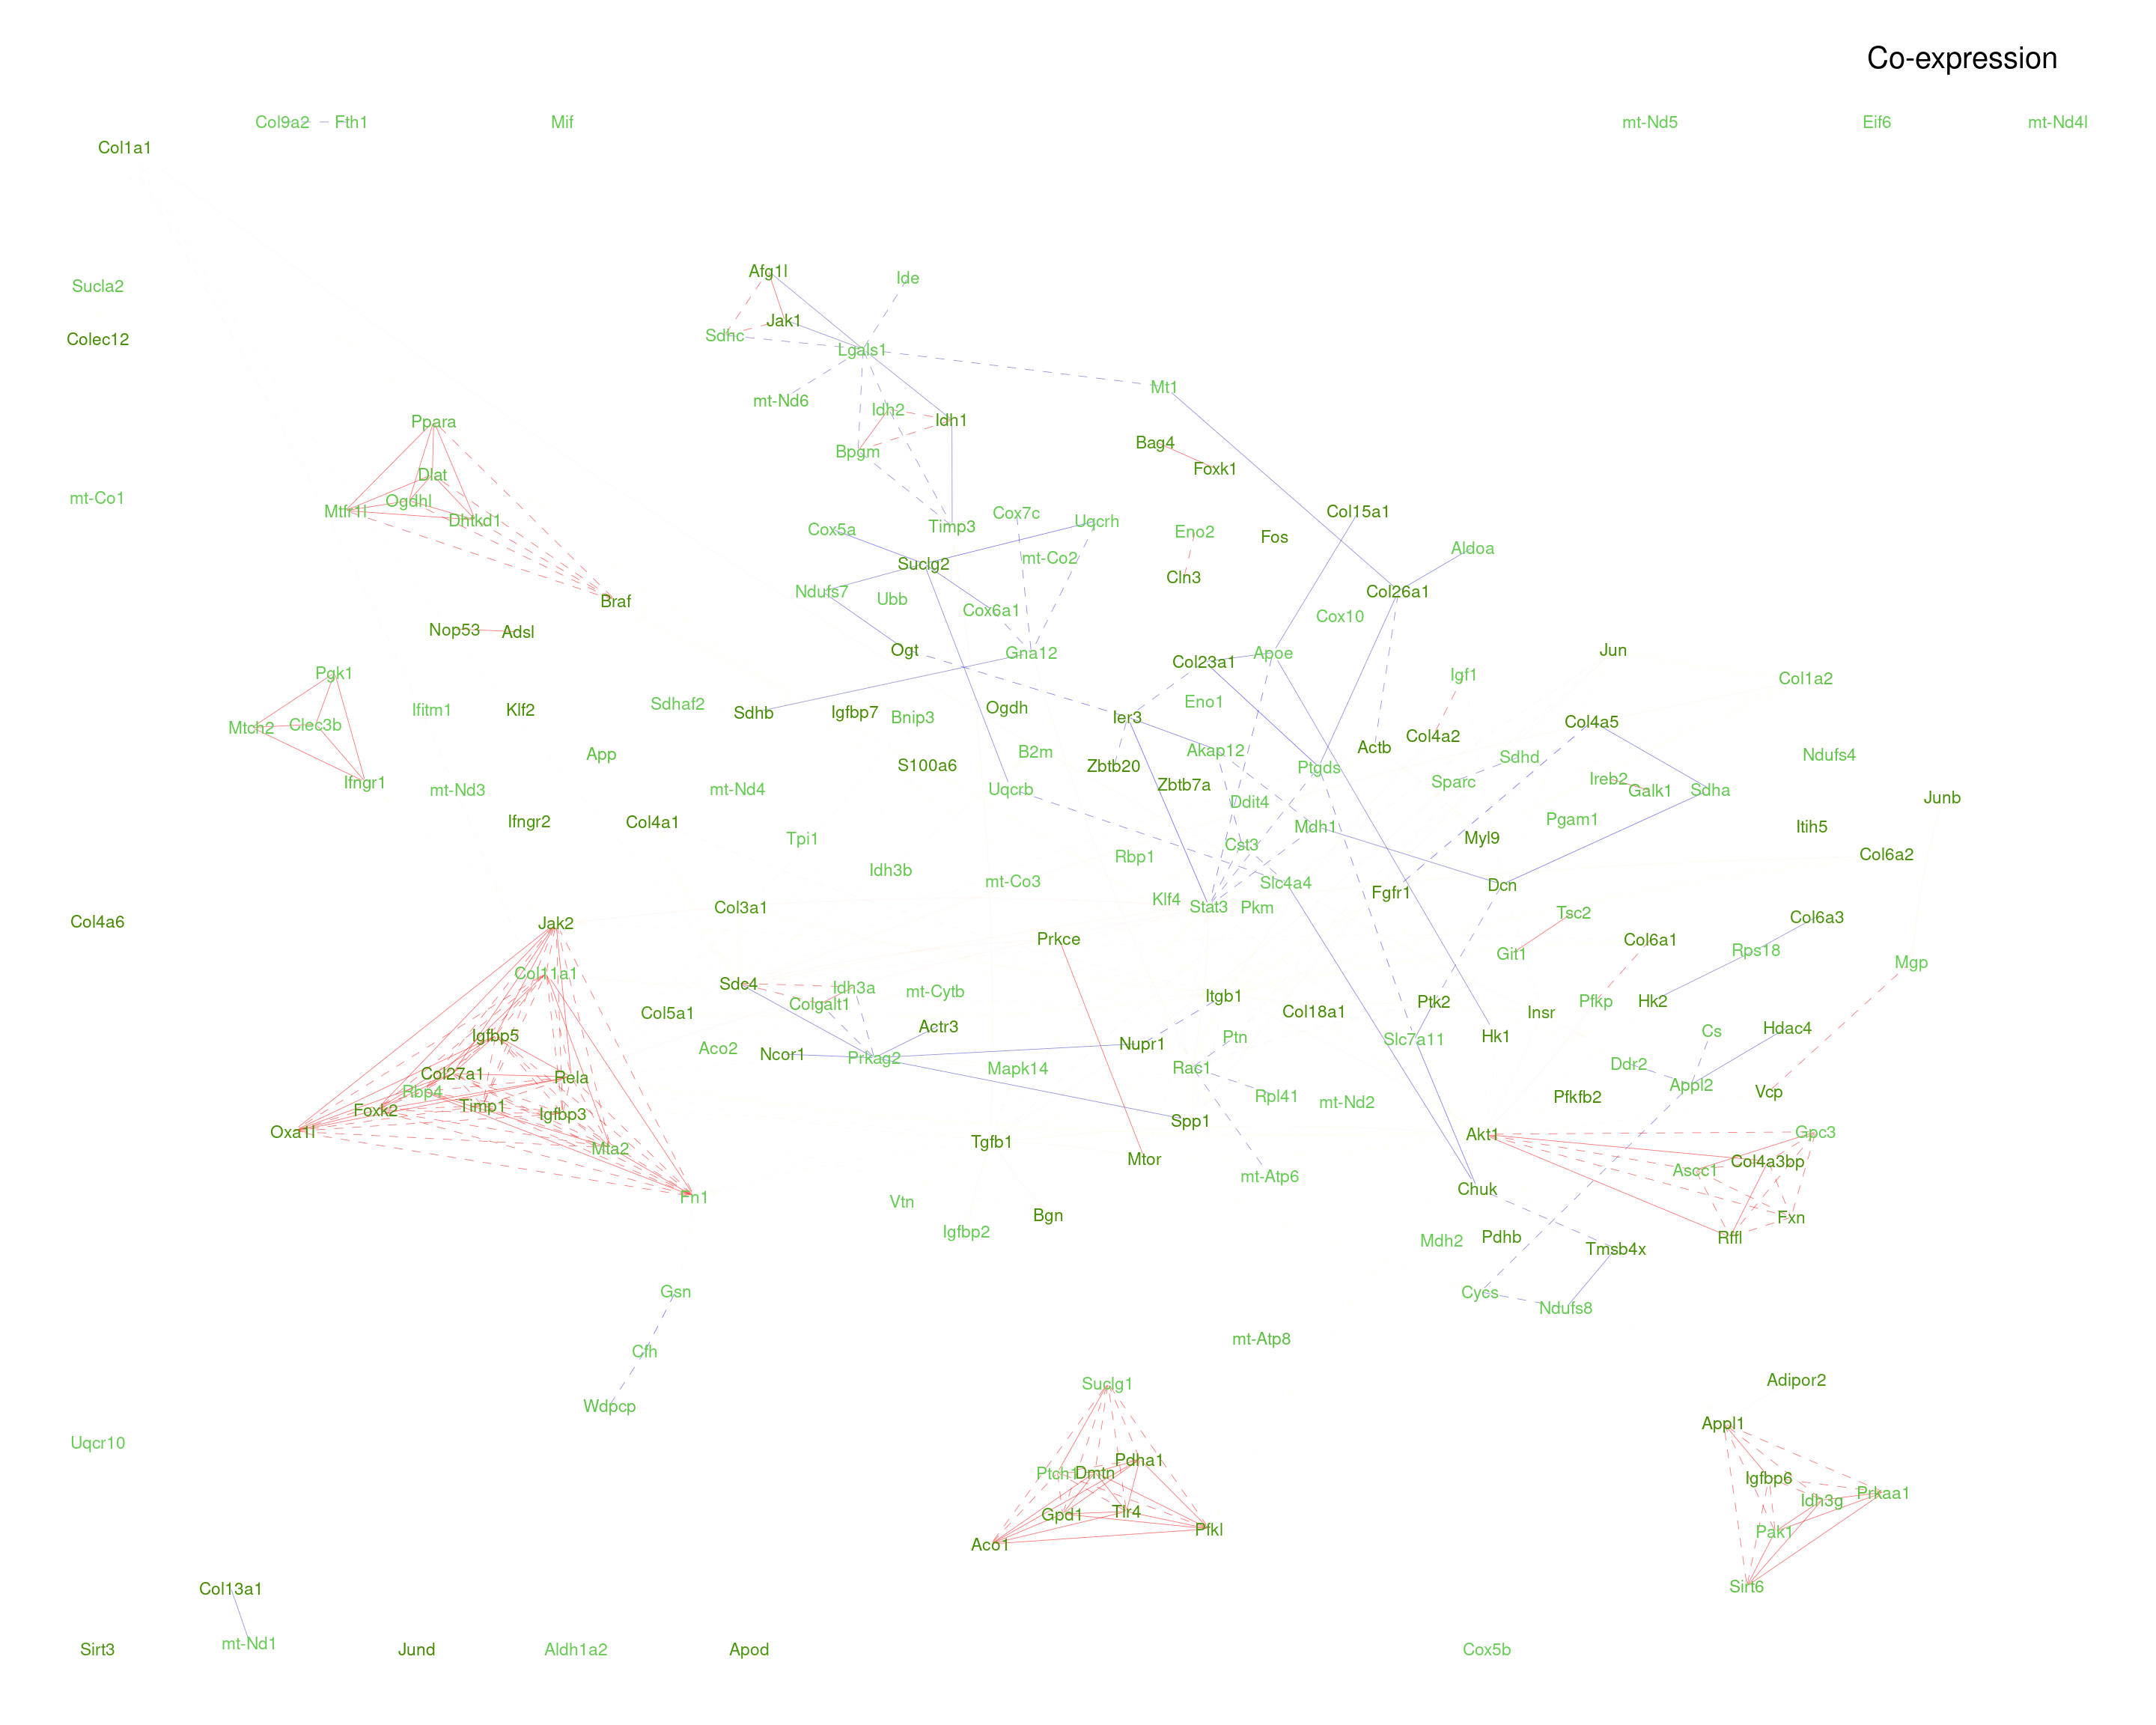 Co-expression
Col9a2
Fth1
Mif
mt-Nd5
Eif6
mt-Nd4l
Col1a1
Afg1l
Ide
Sucla2
Jak1
Sdhc
Colec12
Lgals1
Mt1
mt-Nd6
Idh2
Idh1
Ppara
Bag4
Bpgm
Foxk1
Dlat
mt-Co1
Ogdhl
Mtfr1l
Dhtkd1
Col15a1
Cox7c
Uqcrh
Timp3
Cox5a
Eno2
Fos
Aldoa
mt-Co2
Suclg2
Cln3
Ndufs7
Col26a1
Ubb
Braf
Cox6a1
Cox10
Nop53
Adsl
Ogt
Gna12
Apoe
Jun
Col23a1
Pgk1
Igf1
Col1a2
Sdhaf2
Eno1
Ogdh
Ifitm1
Klf2
Sdhb
Igfbp7
Bnip3
Ier3
Col4a5
Mtch2
Clec3b
Col4a2
Actb
App
B2m
Akap12
Sdhd
Ndufs4
S100a6
Zbtb20
Ptgds
Ifngr1
Zbtb7a
Sparc
Ireb2
Galk1
mt-Nd3
mt-Nd4
Uqcrb
Sdha
Junb
Ddit4
Ifngr2
Col4a1
Mdh1
Pgam1
Itih5
Tpi1
Cst3
Myl9
Rbp1
Col6a2
Idh3b
mt-Co3
Slc4a4
Fgfr1
Dcn
Klf4
Col3a1
Stat3
Pkm
Tsc2
Col6a3
Col4a6
Jak2
Prkce
Col6a1
Rps18
Git1
Mgp
Col11a1
Sdc4
Idh3a
mt-Cytb
Itgb1
Colgalt1
Ptk2
Pfkp
Hk2
Col5a1
Col18a1
Insr
Actr3
Hdac4
Igfbp5
Ptn
Slc7a11
Hk1
Cs
Aco2
Ncor1
Prkag2
Nupr1
Mapk14
Rac1
Ddr2
Col27a1
Rela
Appl2
Rbp4
Vcp
Rpl41
Pfkfb2
Timp1
mt-Nd2
Foxk2
Igfbp3
Spp1
Oxa1l
Akt1
Gpc3
Tgfb1
Mla2
Mtor
Col4a3bp
Ascc1
mt-Atp6
Chuk
Fn1
Vtn
Bgn
Fxn
Igfbp2
Mdh2
Pdhb
Rffl
Tmsb4x
Gsn
Cycs
Ndufs8
mt-Atp8
Cfh
Adipor2
Suclg1
Wdpcp
Appl1
Uqcr10
Pdha1
Ptch1
Dmtn
Igfbp6
Prkaa1
Idh3g
Gpd1
Tlr4
Pfkl
Pak1
Aco1
Sirt6
Col13a1
mt-Nd1
Sirt3
Jund
Aldh1a2
Apod
Cox5b